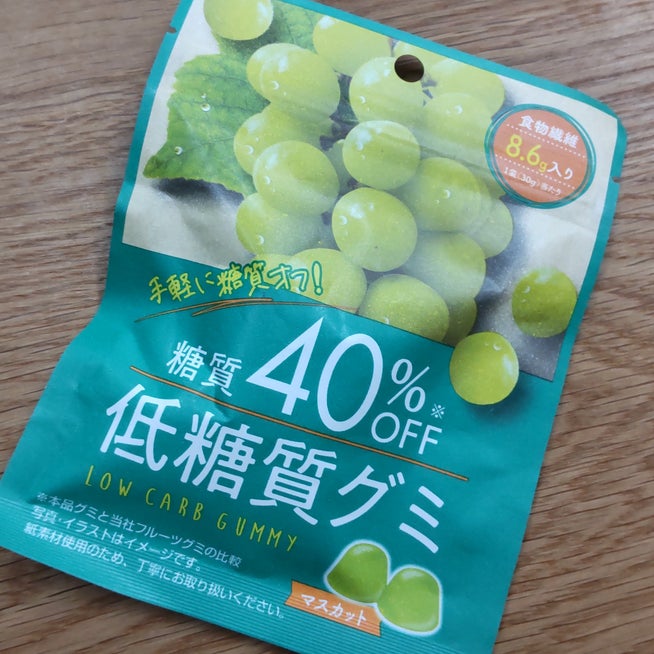 食物繊維
8.6g入り
1袋(30g)当たり
手軽に糖質オフ!
糖質40%OFF※
低糖質グミ
LOW CARB GUMMY
※本品グミと当社フルーツグミの比較
写真・イラストはイメージです。
紙素材使用のため、丁寧にお取り扱いください。
マスカット